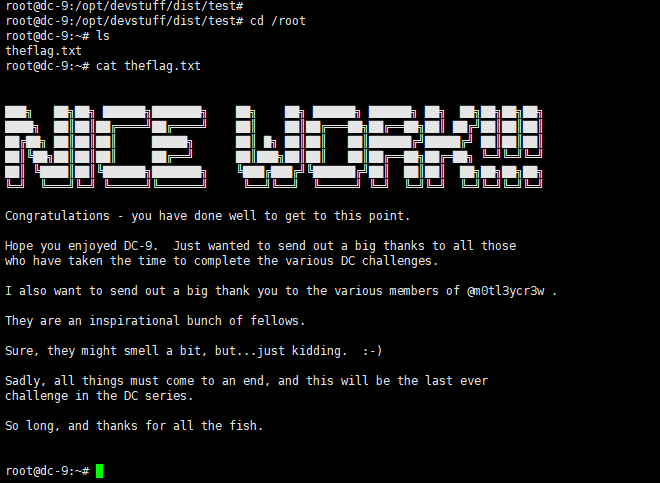 root@dc-9:/opt/devstuff/dist/test#
root@dc-9:/opt/devstuff/dist/test# cd /root
root@dc-9:~# ls
theflag.txt
root@dc-9:~# cat theflag.txt
NICE WORK!!!
Congratulations - you have done well to get to this point.
Hope you enjoyed DC-9. Just wanted to send out a big thanks to all those
who have taken the time to complete the various DC challenges.
I also want to send out a big thank you to the various members of @m0tl3ycr3w .
They are an inspirational bunch of fellows.
Sure, they might smell a bit, but...just kidding. :-)
Sadly, all things must come to an end, and this will be the last ever
challenge in the DC series.
So long, and thanks for all the fish.
root@dc-9:~#